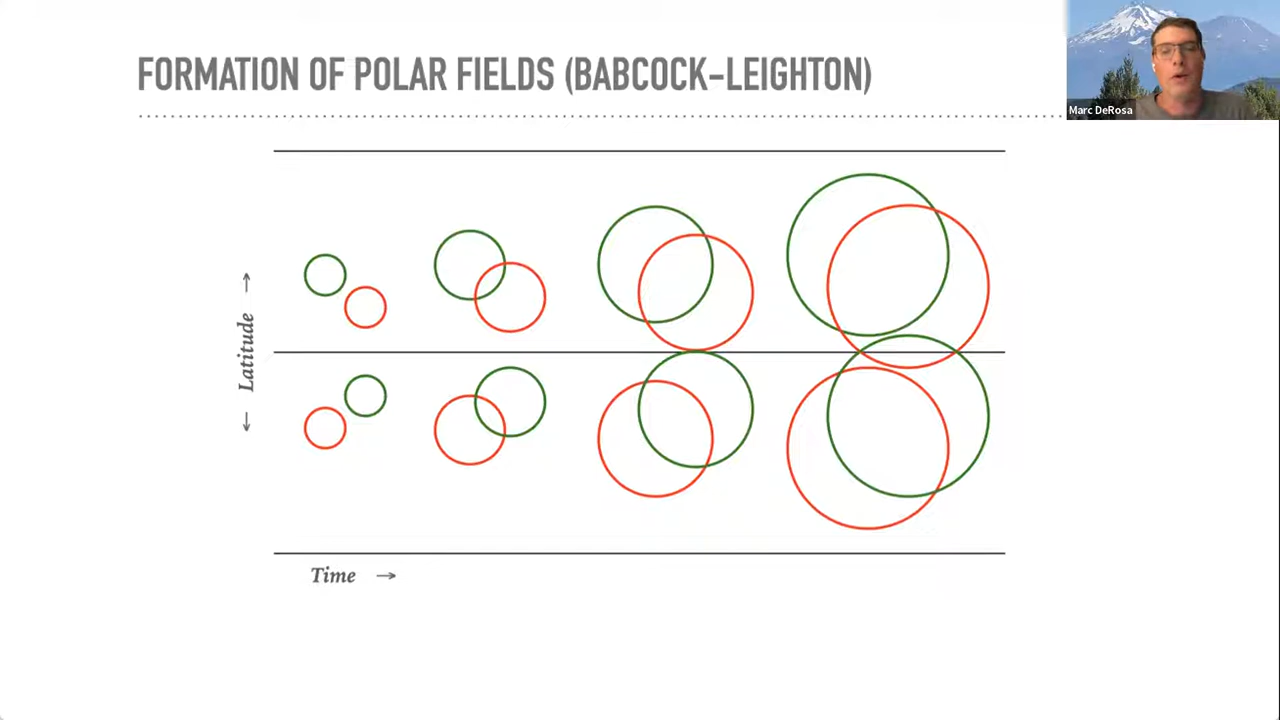 FORMATION OF POLAR FIELDS (BABCOCK–LEIGHTON)
Marc DeRosa
← Latitude →
Time →